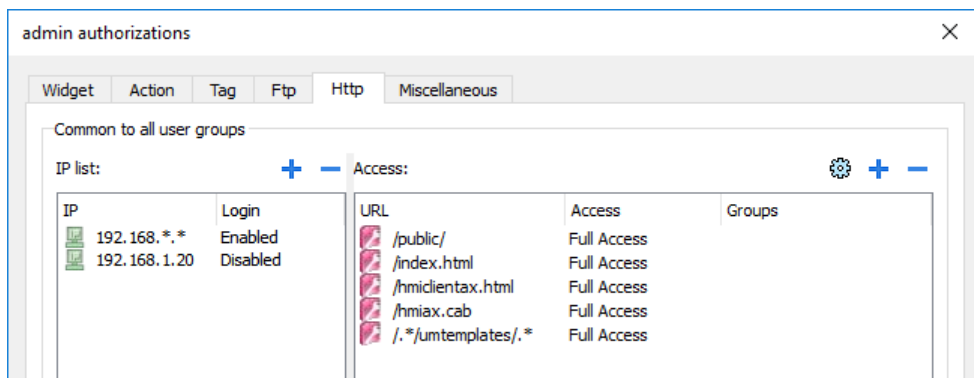 admin authorizations
Widget Action Tag Ftp Http Miscellaneous
Common to all user groups
IP list: Access:
IP Login URL Access Groups
192.168.*.* Enabled /public/ Full Access
192.168.1.20 Disabled /index.html Full Access
/hmiclientax.html Full Access
/hmiax.cab Full Access
/.*/umtemplates/.* Full Access